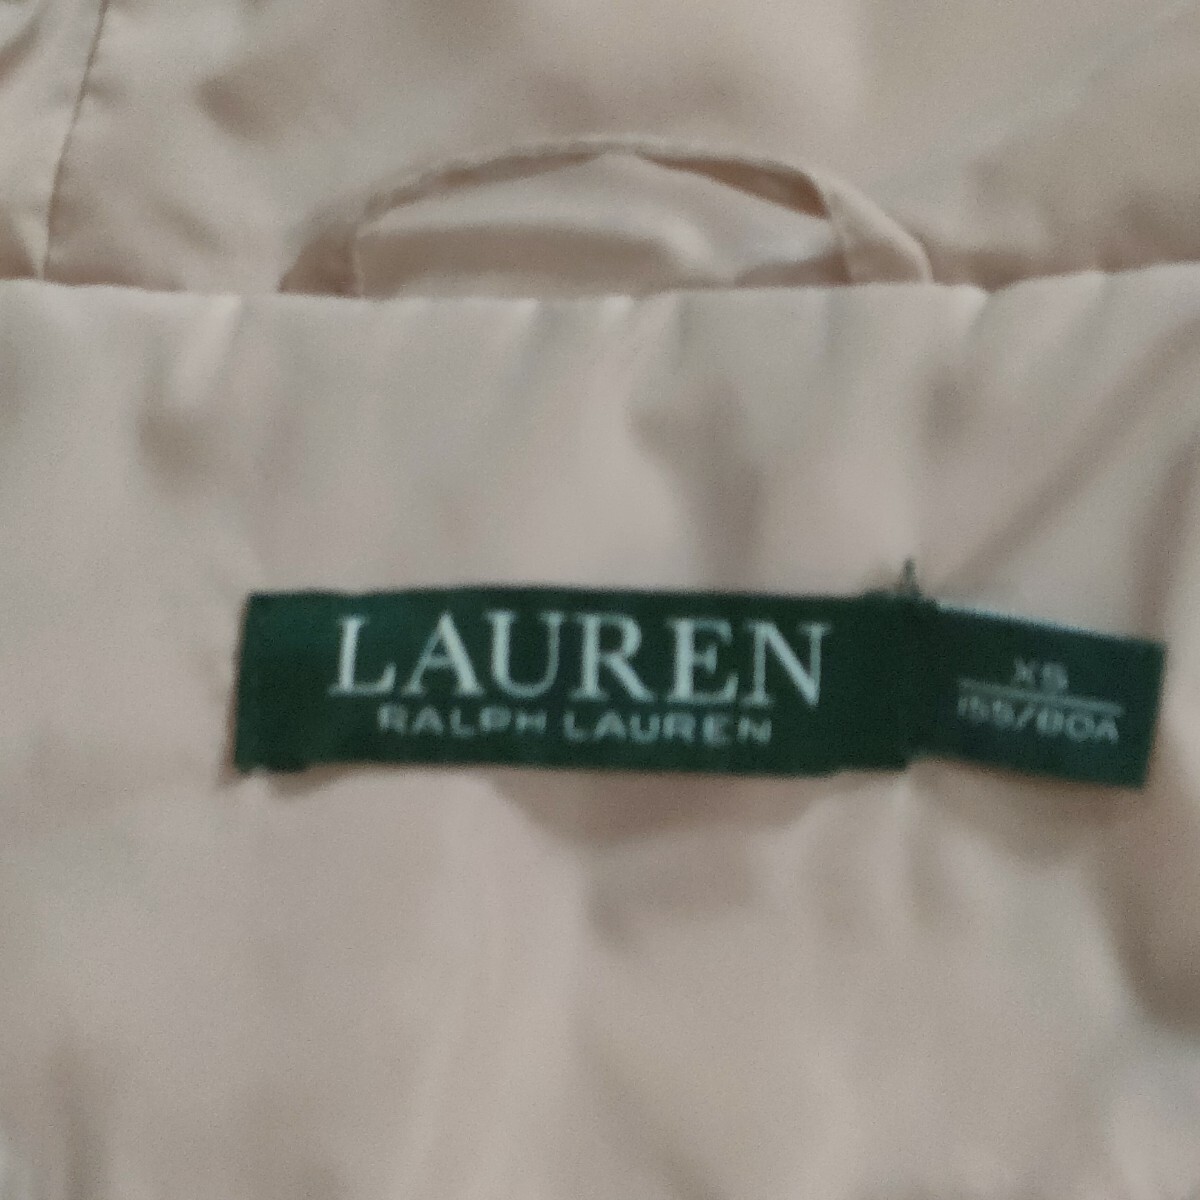 LAUREN
RALPH LAUREN
XS
155/80A